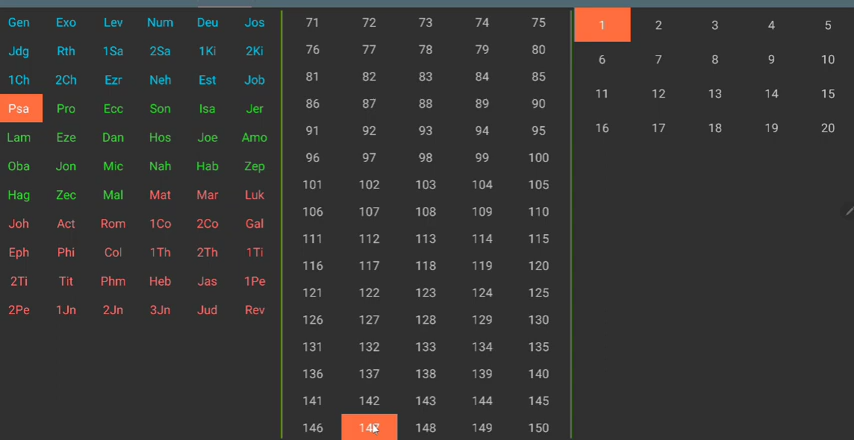 Gen Exo Lev Num Deu Jos
Jdg Rth 1Sa 2Sa 1Ki 2Ki
1Ch 2Ch Ezr Neh Est Job
Psa Pro Ecc Son Isa Jer
Lam Eze Dan Hos Joe Amo
Oba Jon Mic Nah Hab Zep
Hag Zec Mal Mat Mar Luk
Joh Act Rom 1Co 2Co Gal
Eph Phi Col 1Th 2Th 1Ti
2Ti Tit Phm Heb Jas 1Pe
2Pe 1Jn 2Jn 3Jn Jud Rev
71 72 73 74 75
76 77 78 79 80
81 82 83 84 85
86 87 88 89 90
91 92 93 94 95
96 97 98 99 100
101 102 103 104 105
106 107 108 109 110
111 112 113 114 115
116 117 118 119 120
121 122 123 124 125
126 127 128 129 130
131 132 133 134 135
136 137 138 139 140
141 142 143 144 145
146 147 148 149 150
1 2 3 4 5
6 7 8 9 10
11 12 13 14 15
16 17 18 19 20